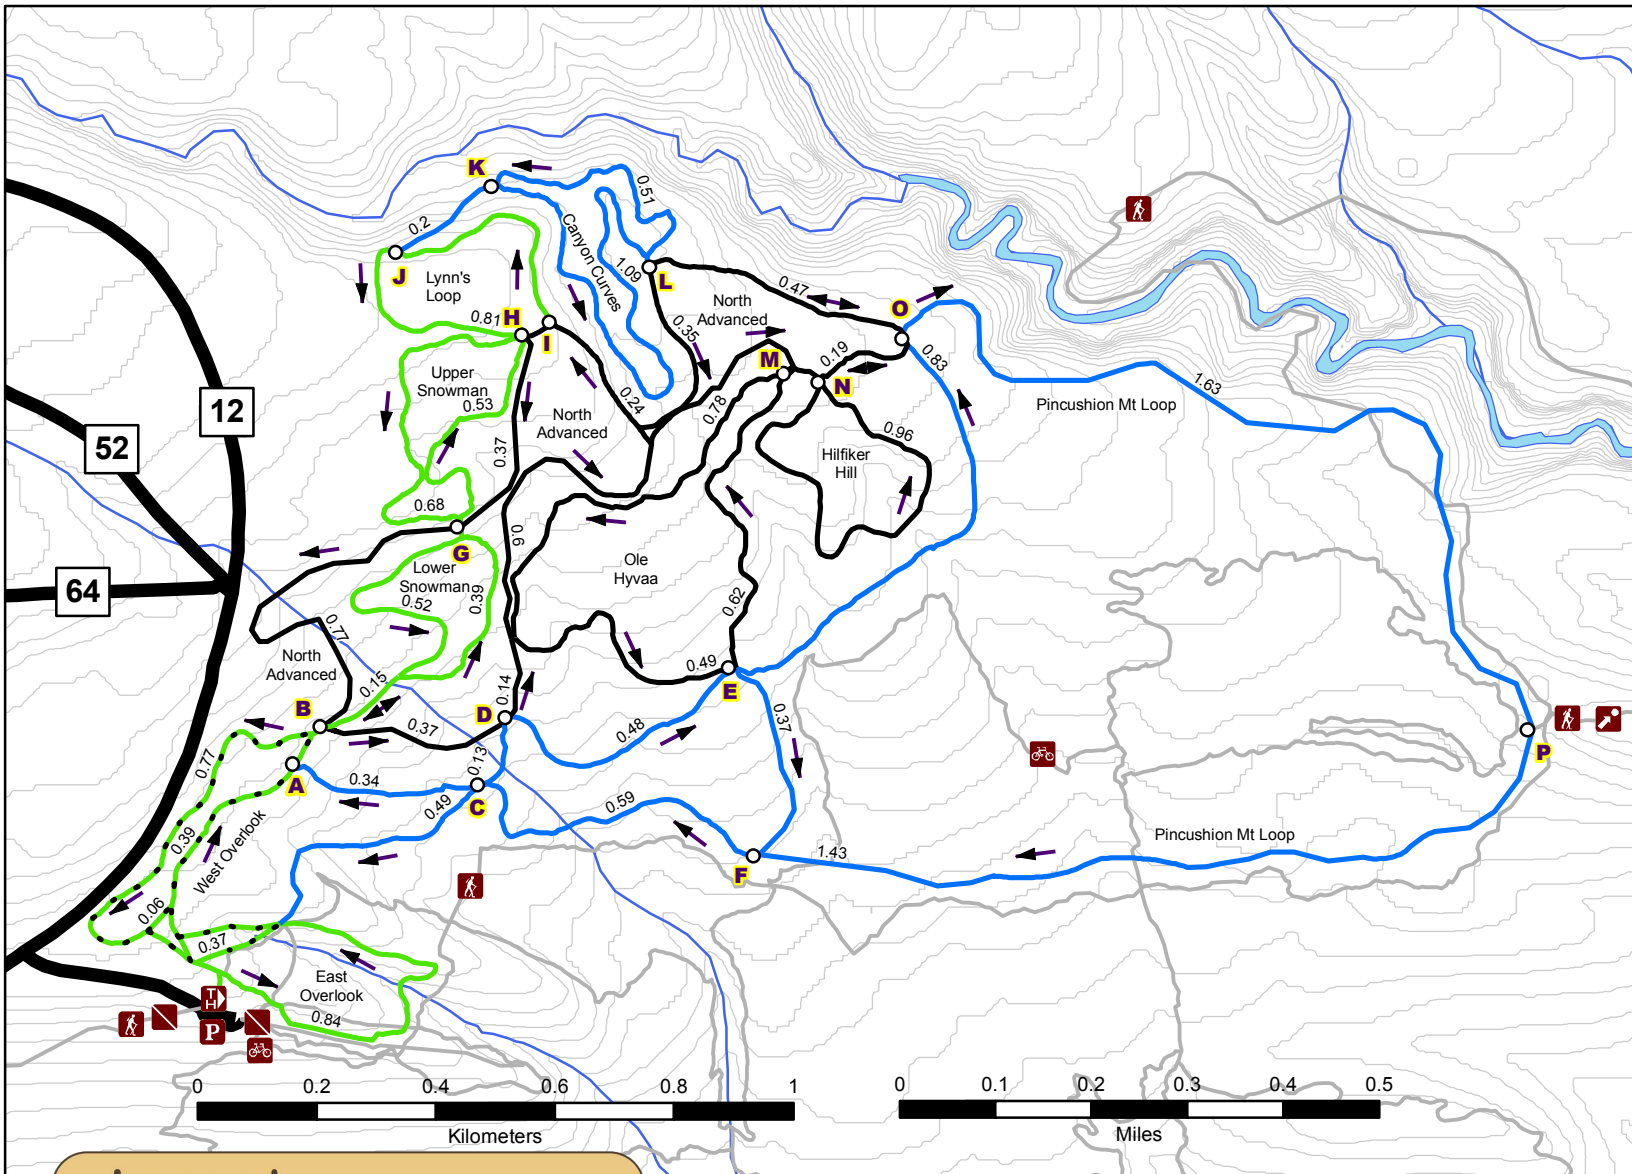 K
0.51
0.2
Canyon Curves
J
Lynn's
Loop
1.09
L
0.47
O
North
Advanced
0.81
H
I
0.35
M
0.19
N
0.83
12
52
64
Upper
Snowman
0.53
0.24
0.78
North
Advanced
0.37
0.96
Hilfiker
Hill
1.63
Pincushion Mt Loop
0.68
G
0.6
Ole
Hyvaa
Lower
Snowman
0.52
0.39
0.62
0.77
North
Advanced
0.15
0.14
0.49
E
B
D
0.37
0.48
0.37
0.77
A
0.34
0.13
C
0.49
0.59
P
0.39
West Overlook
F
1.43
Pincushion Mt Loop
0.06
0.37
East
Overlook
0.84
TH
P
0 0.2 0.4 0.6 0.8 1
Kilometers
0 0.1 0.2 0.3 0.4 0.5
Miles